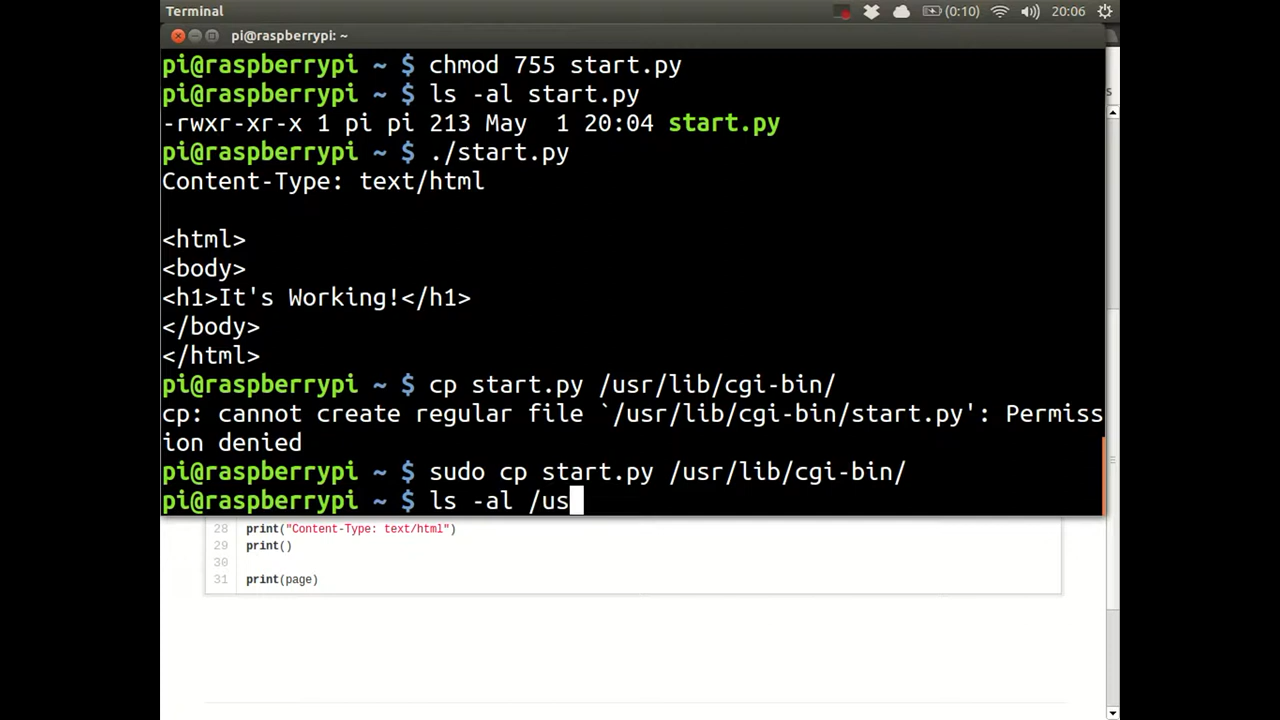 Terminal (0:10) 20:06
pi@raspberrypi: ~
pi@raspberrypi ~ $ chmod 755 start.py
pi@raspberrypi ~ $ ls -al start.py
-rwxr-xr-x 1 pi pi 213 May  1 20:04 start.py
pi@raspberrypi ~ $ ./start.py
Content-Type: text/html
<html>
<body>
<h1>It's Working!</h1>
</body>
</html>
pi@raspberrypi ~ $ cp start.py /usr/lib/cgi-bin/
cp: cannot create regular file `/usr/lib/cgi-bin/start.py': Permiss
ion denied
pi@raspberrypi ~ $ sudo cp start.py /usr/lib/cgi-bin/
pi@raspberrypi ~ $ ls -al /us
28 print("Content-Type: text/html")
29 print()
30
31 print(page)
s